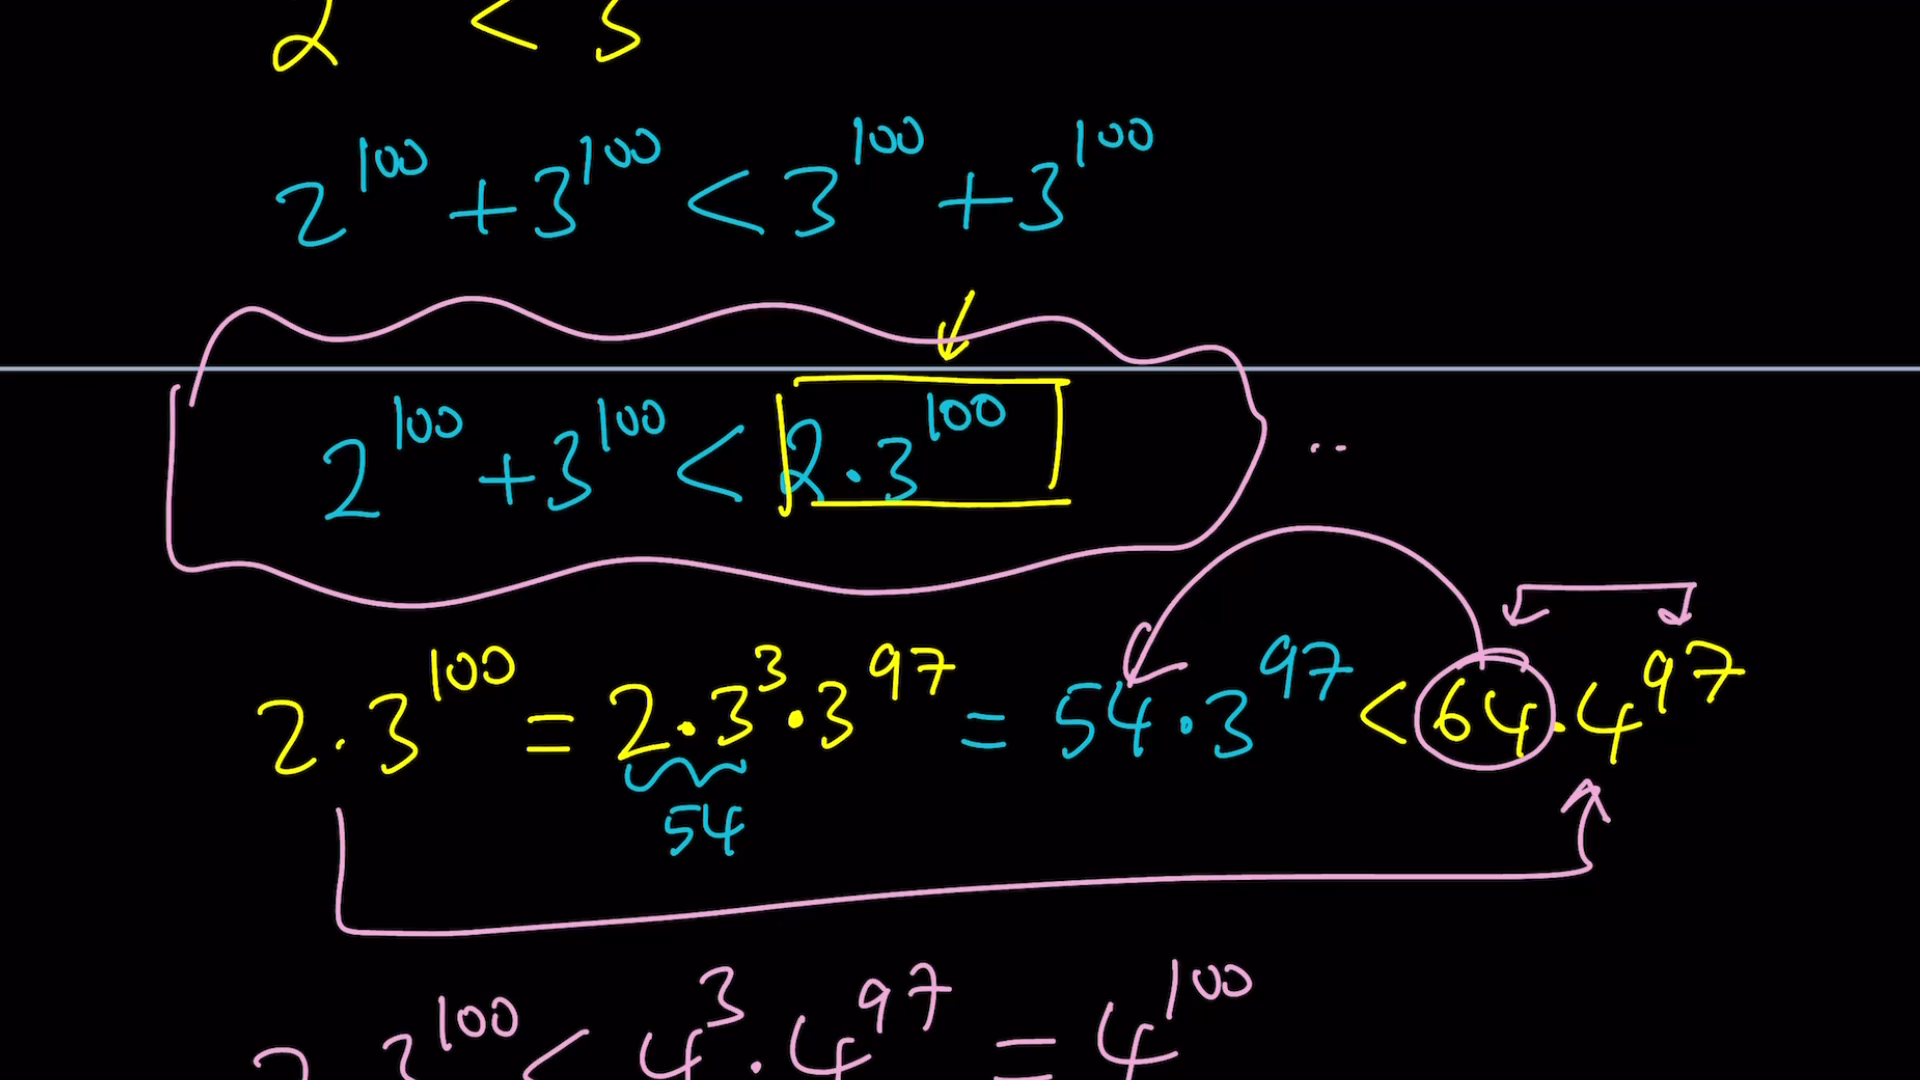 2 < 3
2^100 + 3^100 < 3^100 + 3^100
2^100 + 3^100 < 2·3^100 ..
2·3^100 = 2·3^3·3^97 = 54·3^97 < 64·4^97
54
2·3^100 < 4^3·4^97 = 4^100